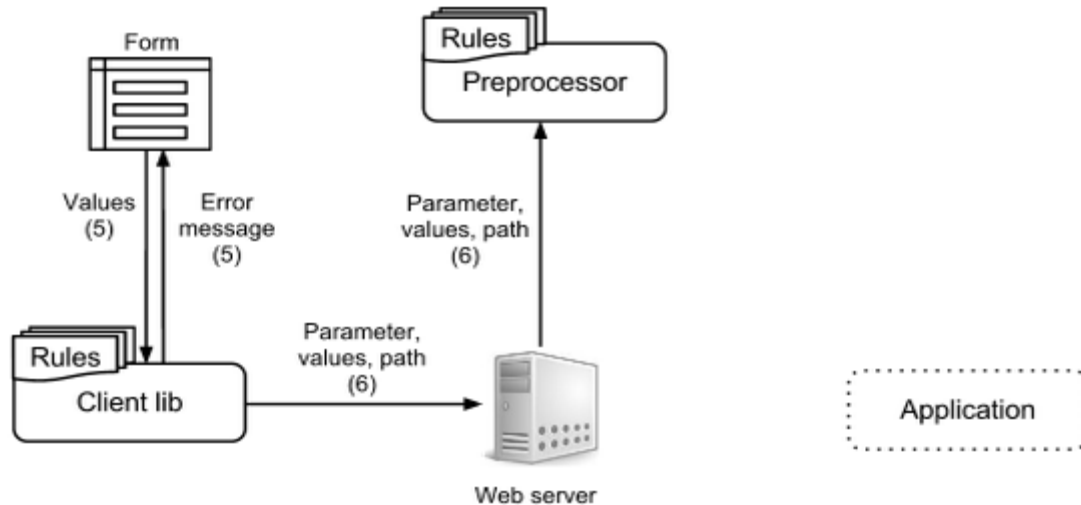 Form
Rules
Preprocessor
Values
(5)
Error
message
(5)
Parameter,
values, path
(6)
Rules
Client lib
Parameter,
values, path
(6)
Application
Web server